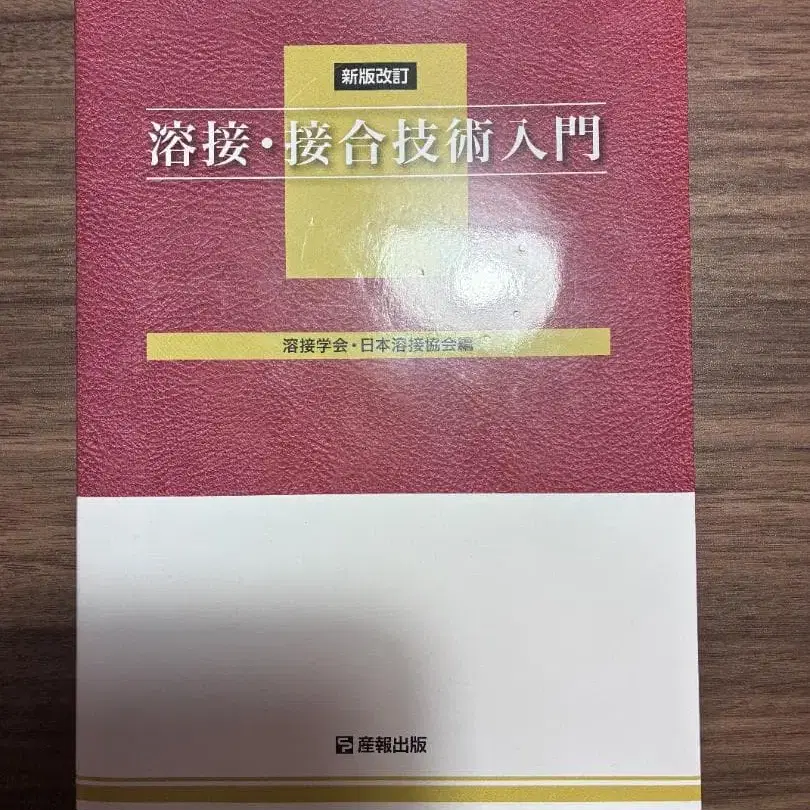 新版改訂
溶接・接合技術入門
溶接学会・日本溶接協会編
産報出版